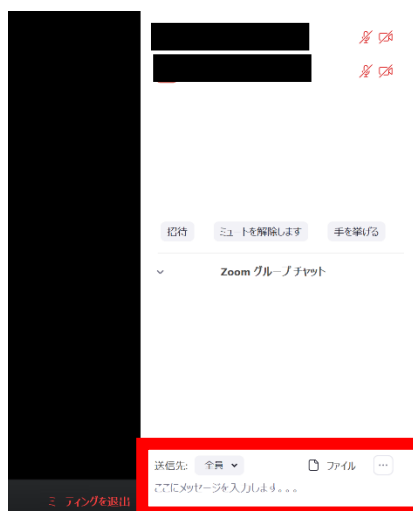 招待 ミュートを解除します 手を挙げる
Zoom グループ チャット
送信先: 全員 ファイル ...
ここにメッセージを入力します。。。
ミーティングを退出